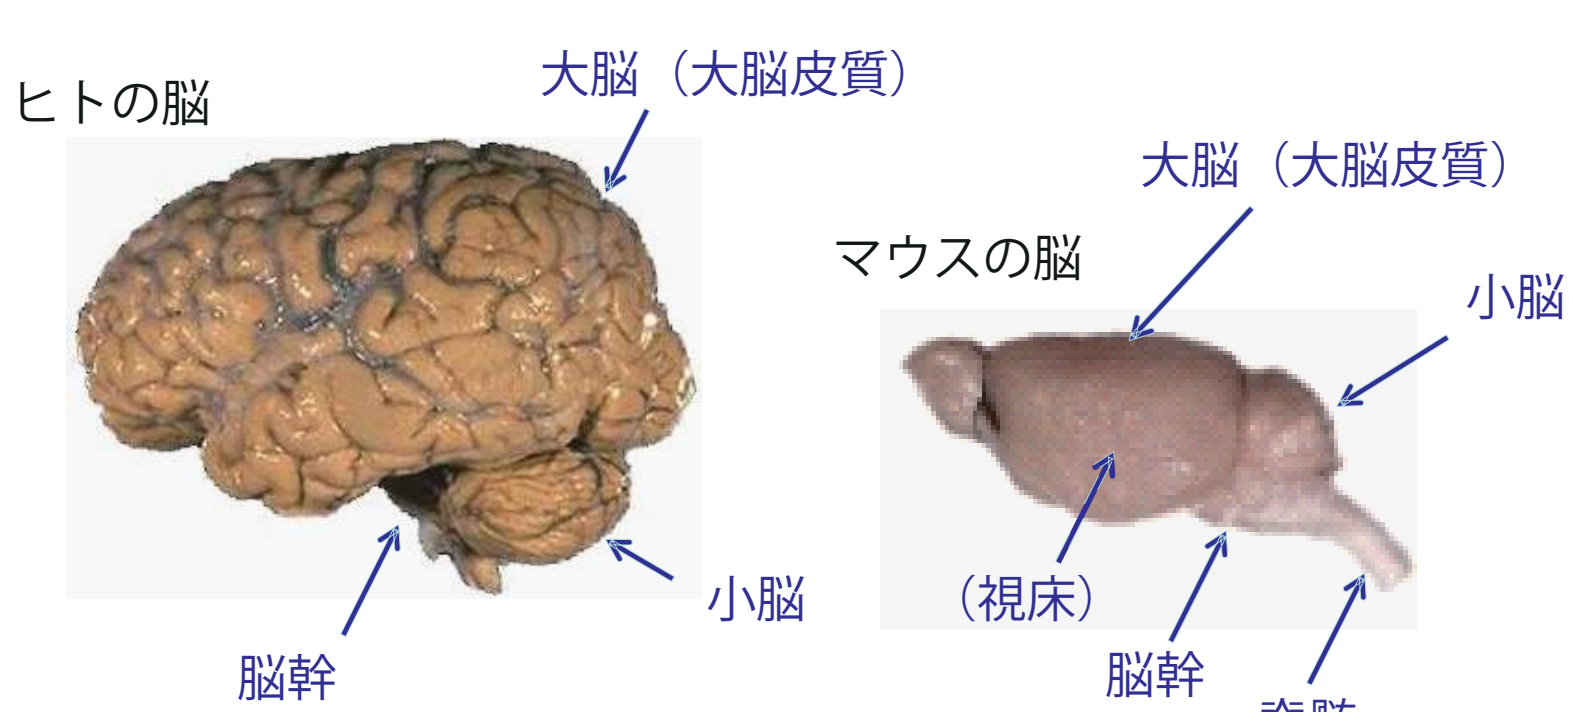 ヒトの脳
大脳（大脳皮質）
小脳
脳幹
マウスの脳
大脳（大脳皮質）
小脳
（視床）
脳幹